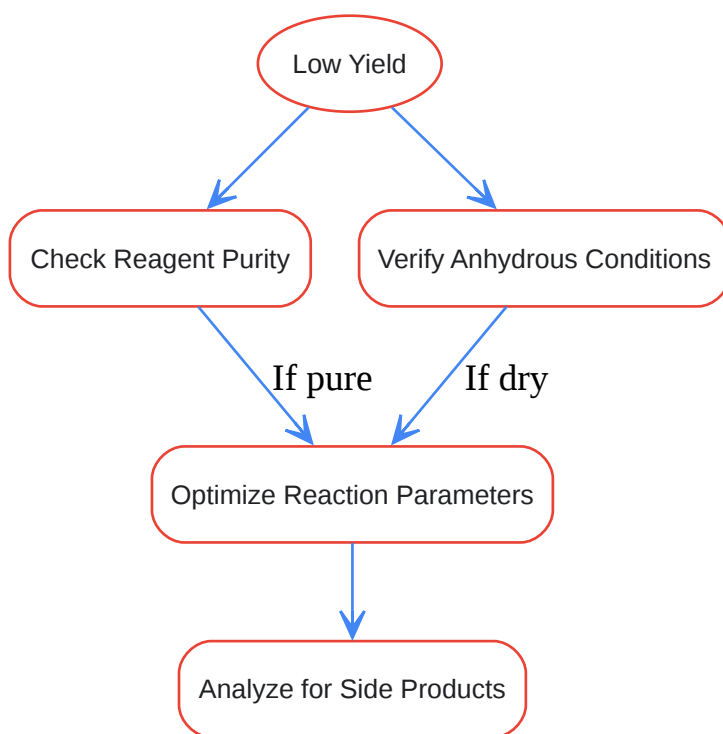 Low Yield
Check Reagent Purity
Verify Anhydrous Conditions
If pure
If dry
Optimize Reaction Parameters
Analyze for Side Products